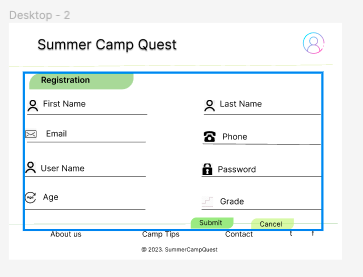 Desktop - 2
Summer Camp Quest
Registration
First Name
Last Name
Email
Phone
User Name
Password
Age
Grade
Submit
Cancel
About us
Camp Tips
Contact
t
f
© 2023. SummerCampQuest